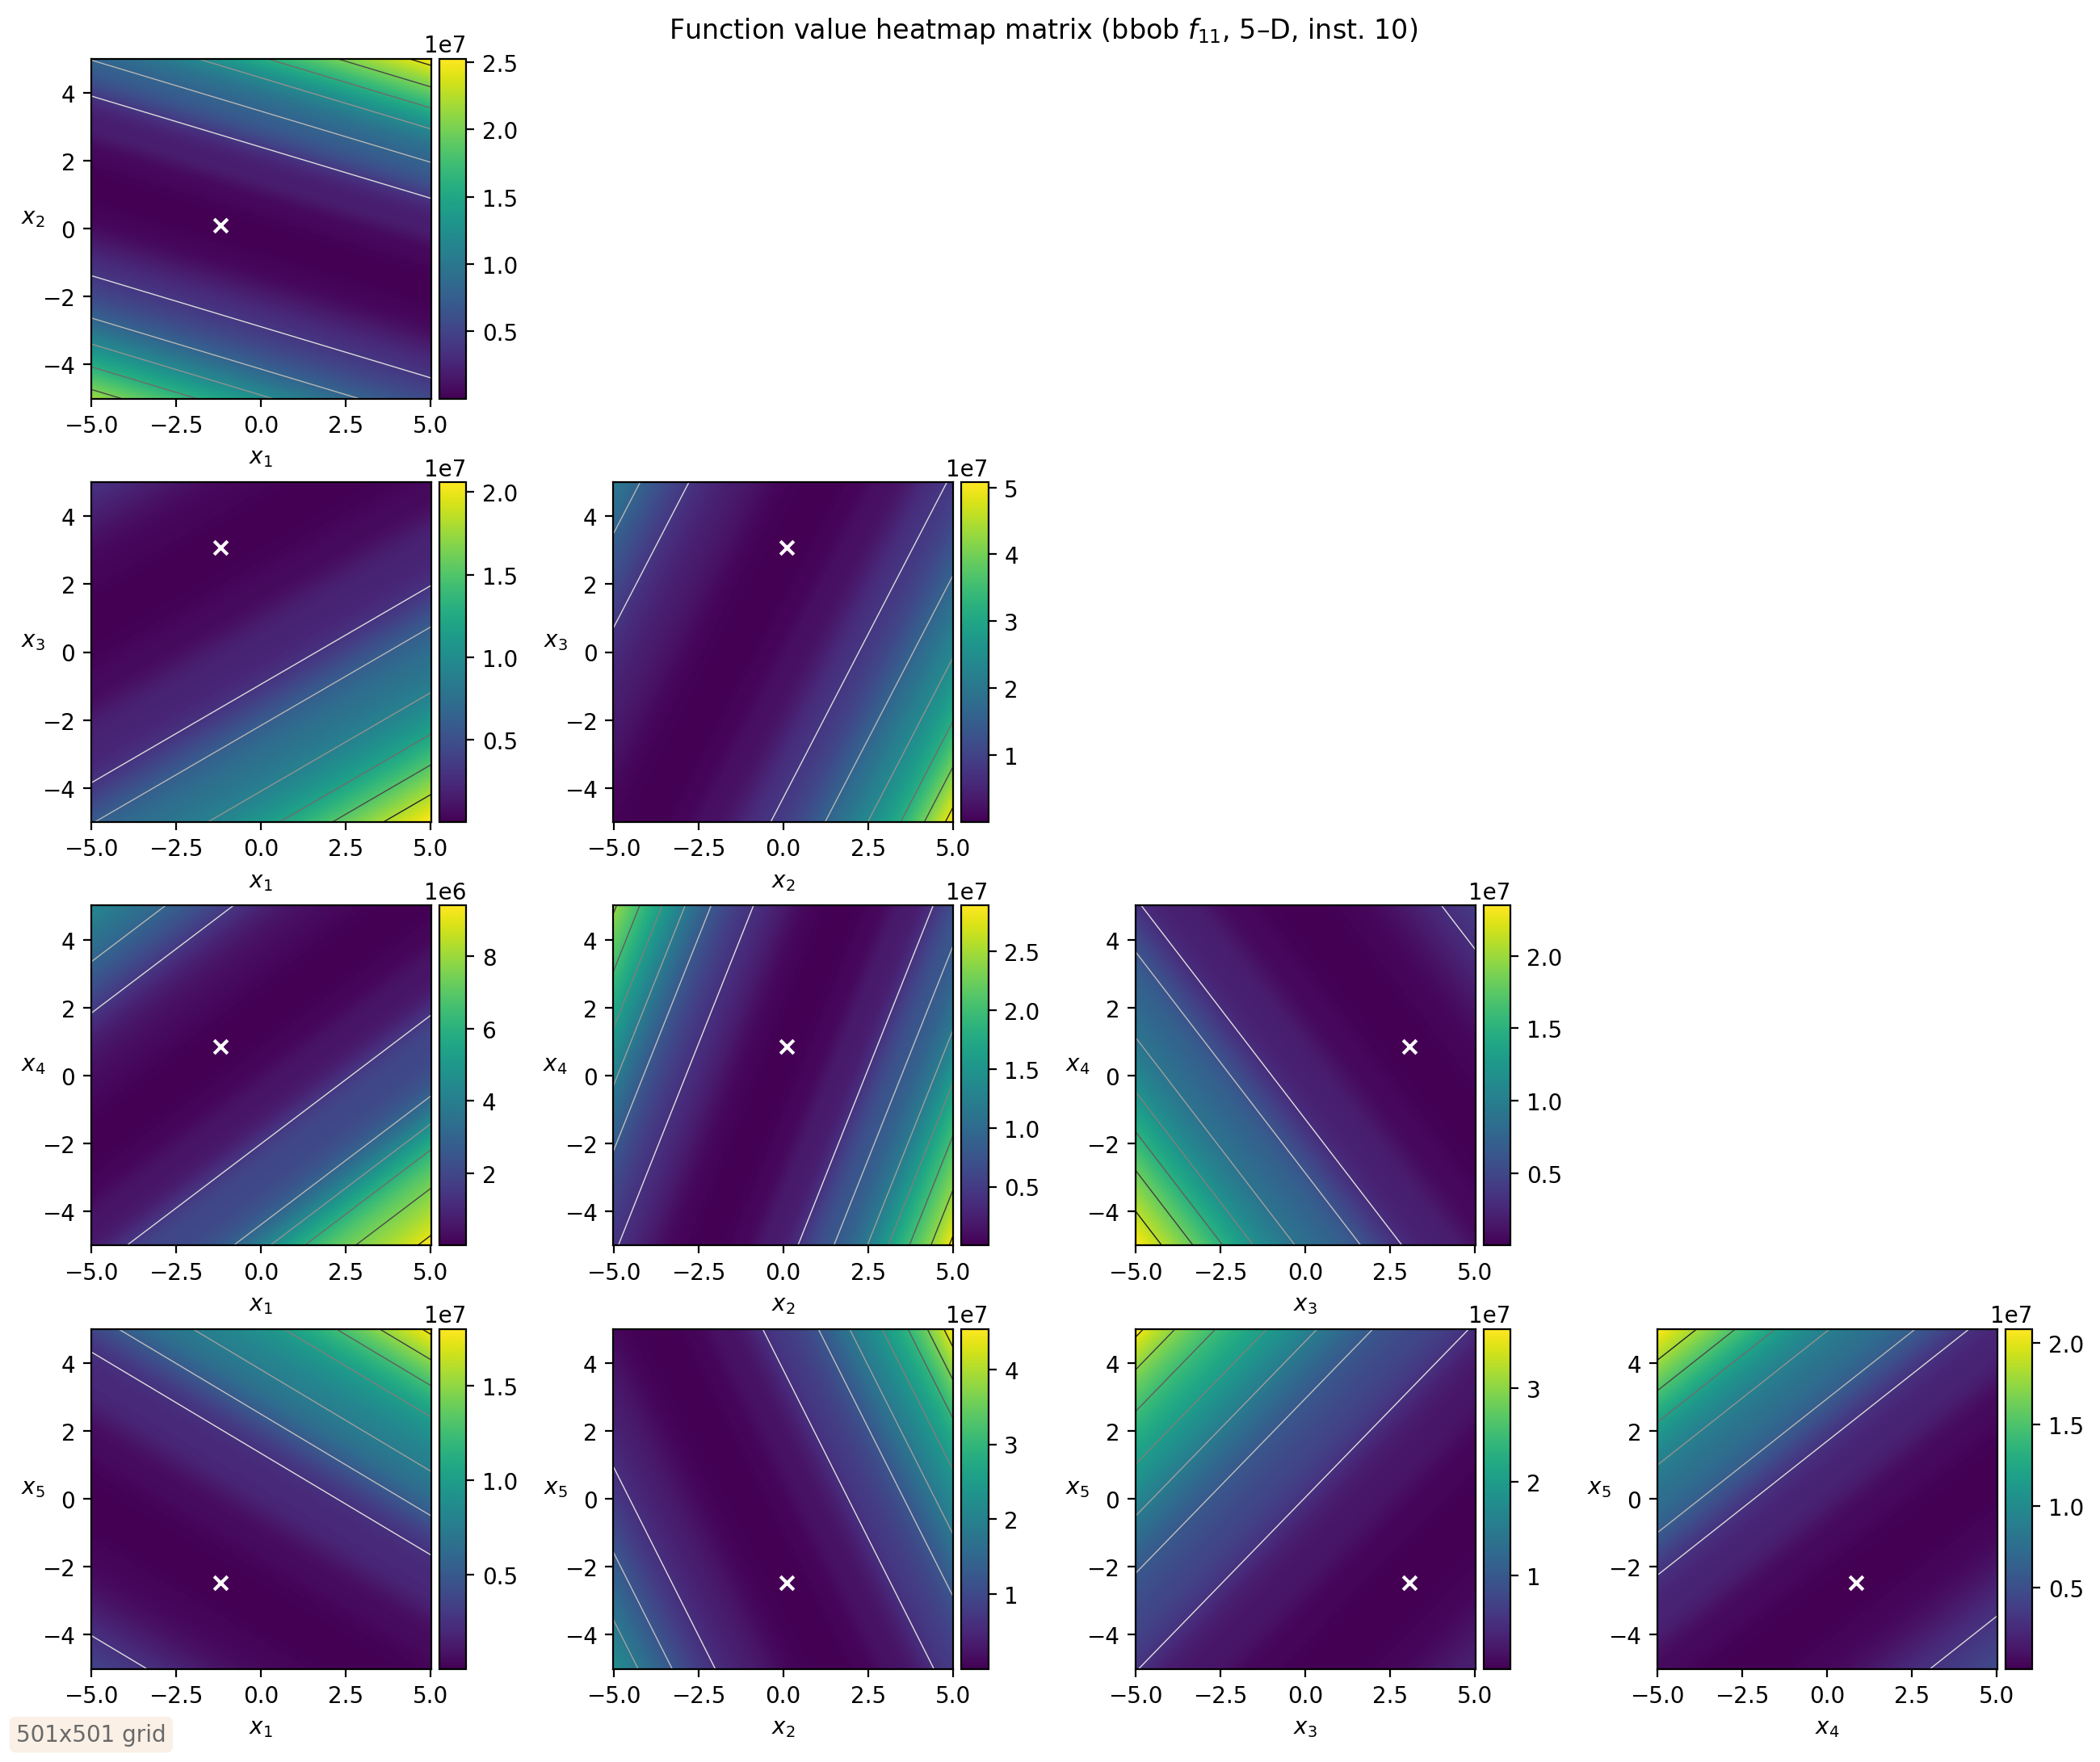 Function value heatmap matrix (bbob f₁₁, 5–D, inst. 10)
1e7
2.5
2.0
1.5
1.0
0.5
4
2
0
−2
−4
x₂
−5.0 −2.5 0.0 2.5 5.0
x₁
1e7
2.0
1.5
1.0
0.5
4
2
0
−2
−4
x₃
−5.0 −2.5 0.0 2.5 5.0
x₁
1e7
5
4
3
2
1
4
2
0
−2
−4
x₃
−5.0 −2.5 0.0 2.5 5.0
x₂
1e6
8
6
4
2
4
2
0
−2
−4
x₄
−5.0 −2.5 0.0 2.5 5.0
x₁
1e7
2.5
2.0
1.5
1.0
0.5
4
2
0
−2
−4
x₄
−5.0 −2.5 0.0 2.5 5.0
x₂
1e7
2.0
1.5
1.0
0.5
4
2
0
−2
−4
x₄
−5.0 −2.5 0.0 2.5 5.0
x₃
1e7
1.5
1.0
0.5
4
2
0
−2
−4
x₅
−5.0 −2.5 0.0 2.5 5.0
x₁
1e7
4
3
2
1
4
2
0
−2
−4
x₅
−5.0 −2.5 0.0 2.5 5.0
x₂
1e7
3
2
1
4
2
0
−2
−4
x₅
−5.0 −2.5 0.0 2.5 5.0
x₃
1e7
2.0
1.5
1.0
0.5
4
2
0
−2
−4
x₅
−5.0 −2.5 0.0 2.5 5.0
x₄
501x501 grid